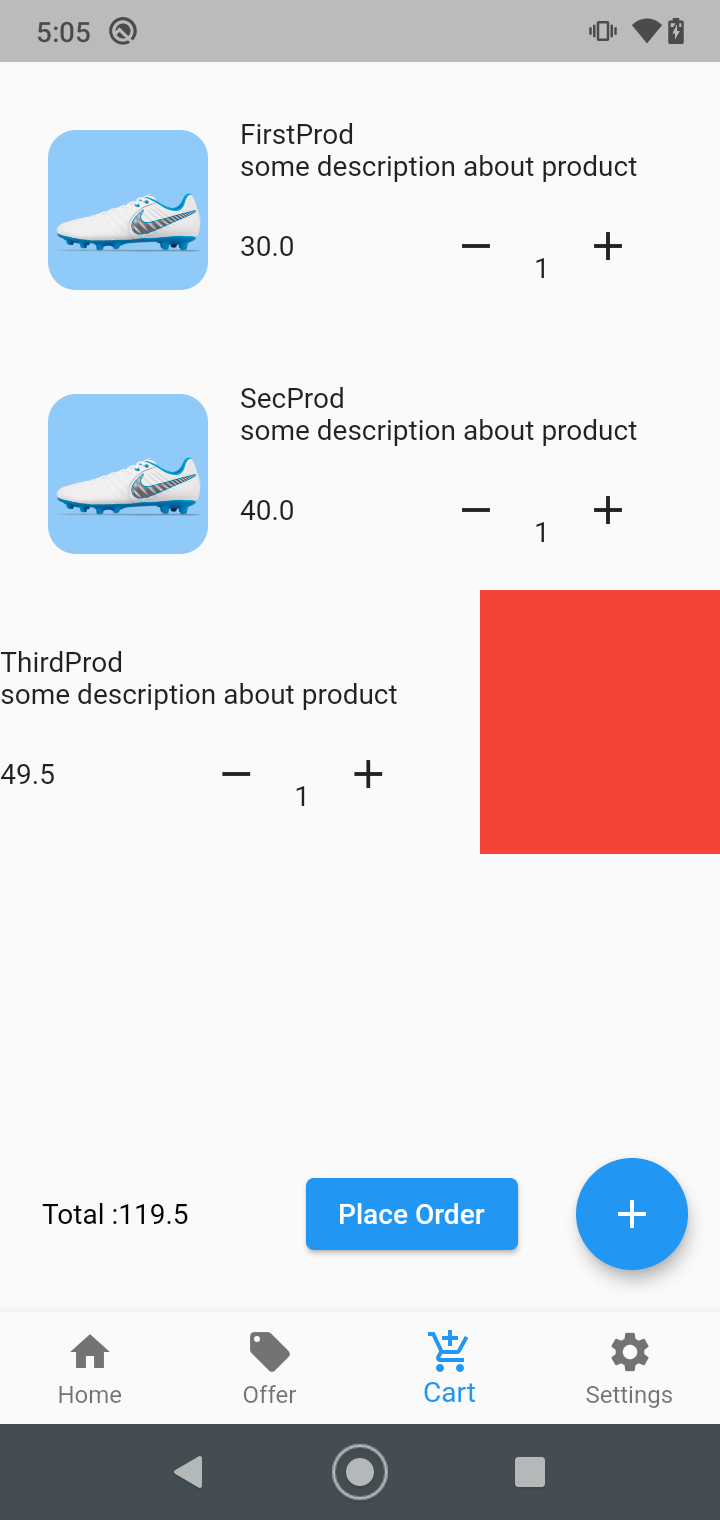 5:05
FirstProd
some description about product
30.0
1
SecProd
some description about product
40.0
1
ThirdProd
some description about product
49.5
1
Total :119.5
Place Order
Home
Offer
Cart
Settings